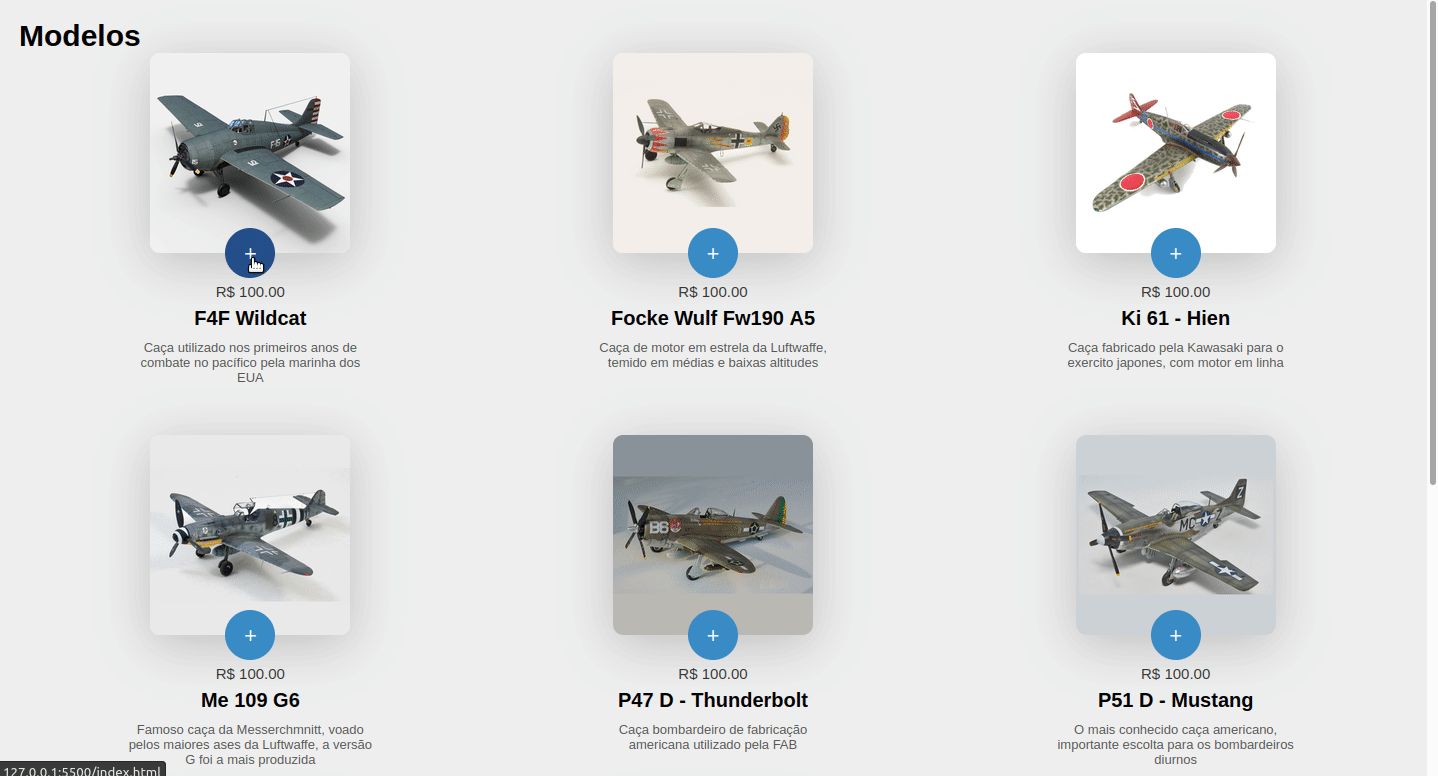 Modelos
F-15
+
+
+
R$ 100.00
R$ 100.00
R$ 100.00
F4F Wildcat
Focke Wulf Fw190 A5
Ki 61 - Hien
Caça utilizado nos primeiros anos de
combate no pacífico pela marinha dos
EUA
Caça de motor em estrela da Luftwaffe,
temido em médias e baixas altitudes
Caça fabricado pela Kawasaki para o
exercito japones, com motor em linha
B6
MC
Z
Z
+
+
+
R$ 100.00
R$ 100.00
R$ 100.00
Me 109 G6
P47 D - Thunderbolt
P51 D - Mustang
Famoso caça da Messerchmnitt, voado
pelos maiores ases da Luftwaffe, a versão
G foi a mais produzida
Caça bombardeiro de fabricação
americana utilizado pela FAB
O mais conhecido caça americano,
importante escolta para os bombardeiros
diurnos
127.0.0.1:5500/index.html